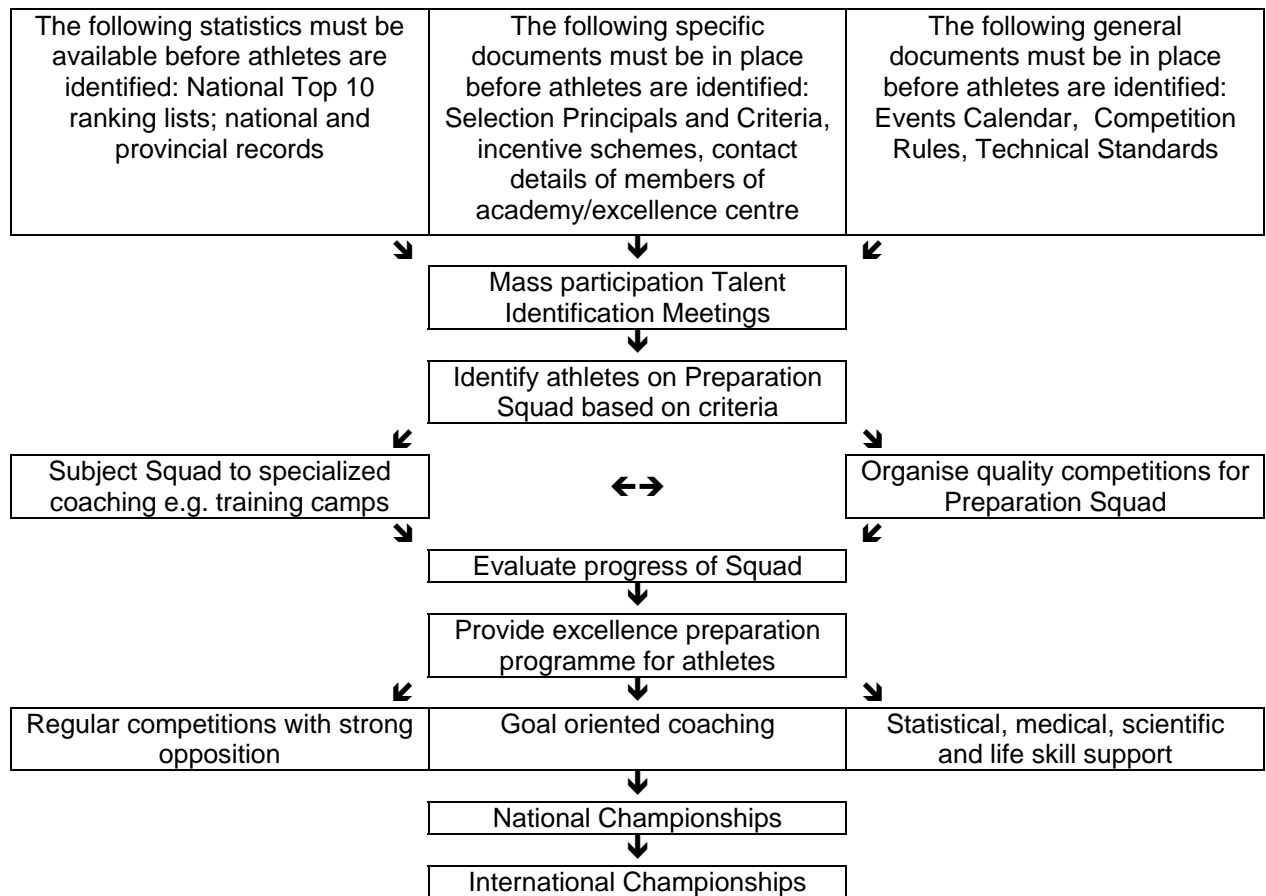 The following statistics must be
available before athletes are
identified: National Top 10
ranking lists; national and
provincial records
The following specific
documents must be in place
before athletes are identified:
Selection Principals and Criteria,
incentive schemes, contact
details of members of
academy/excellence centre
The following general
documents must be in place
before athletes are identified:
Events Calendar,  Competition
Rules, Technical Standards
Mass participation Talent
Identification Meetings
Identify athletes on Preparation
Squad based on criteria
Subject Squad to specialized
coaching e.g. training camps
Organise quality competitions for
Preparation Squad
Evaluate progress of Squad
Provide excellence preparation
programme for athletes
Regular competitions with strong
opposition
Goal oriented coaching
Statistical, medical, scientific
and life skill support
National Championships
International Championships